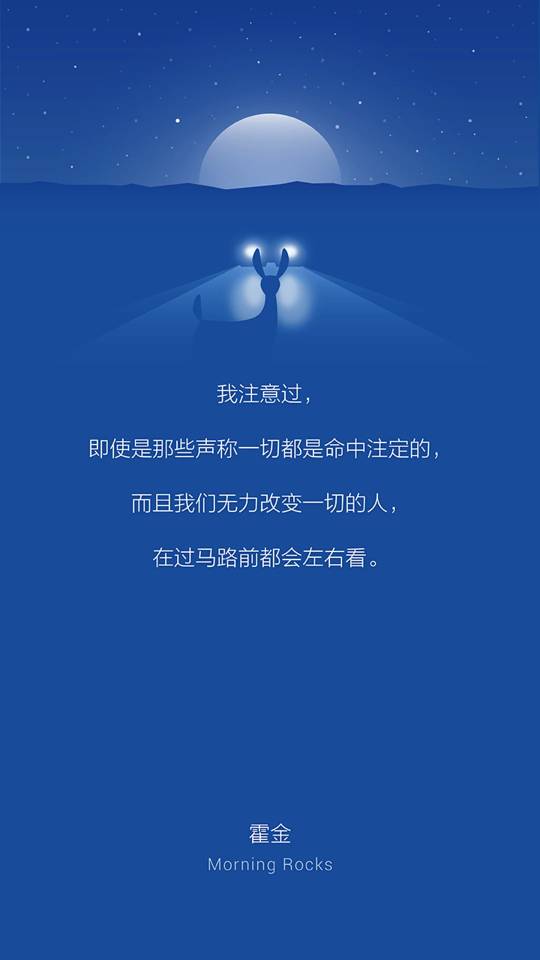 我注意过，
即使是那些声称一切都是命中注定的，
而且我们无力改变一切的人，
在过马路前都会左右看。
霍金
Morning Rocks